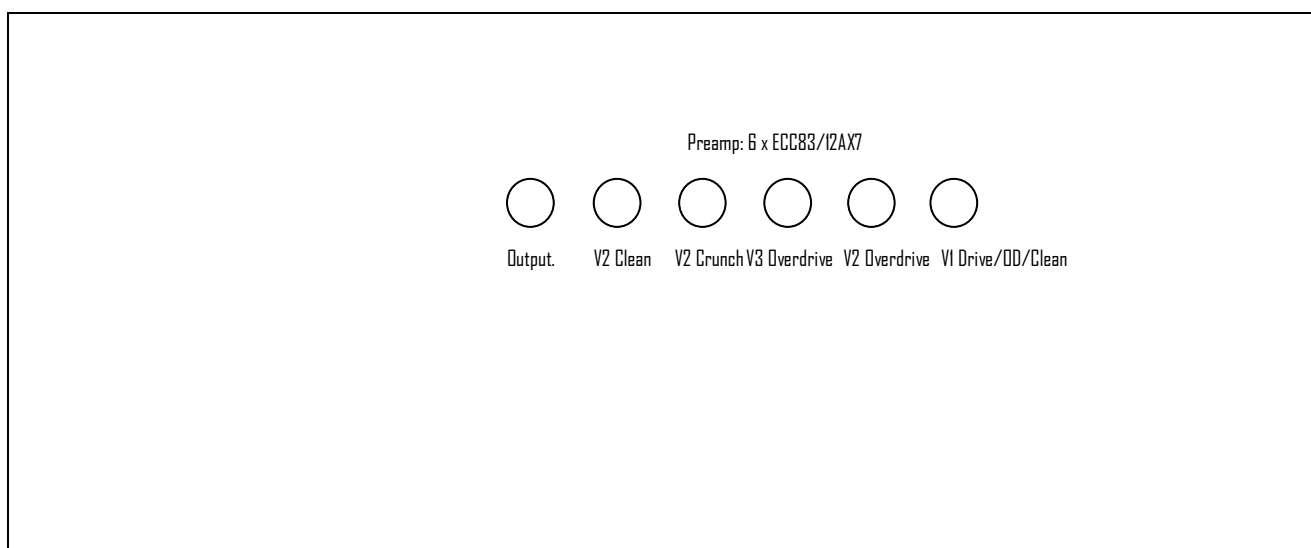 Preamp: 6 x ECC83/12AX7
Output. V2 Clean V2 Crunch V3 Overdrive V2 Overdrive V1 Drive/OD/Clean